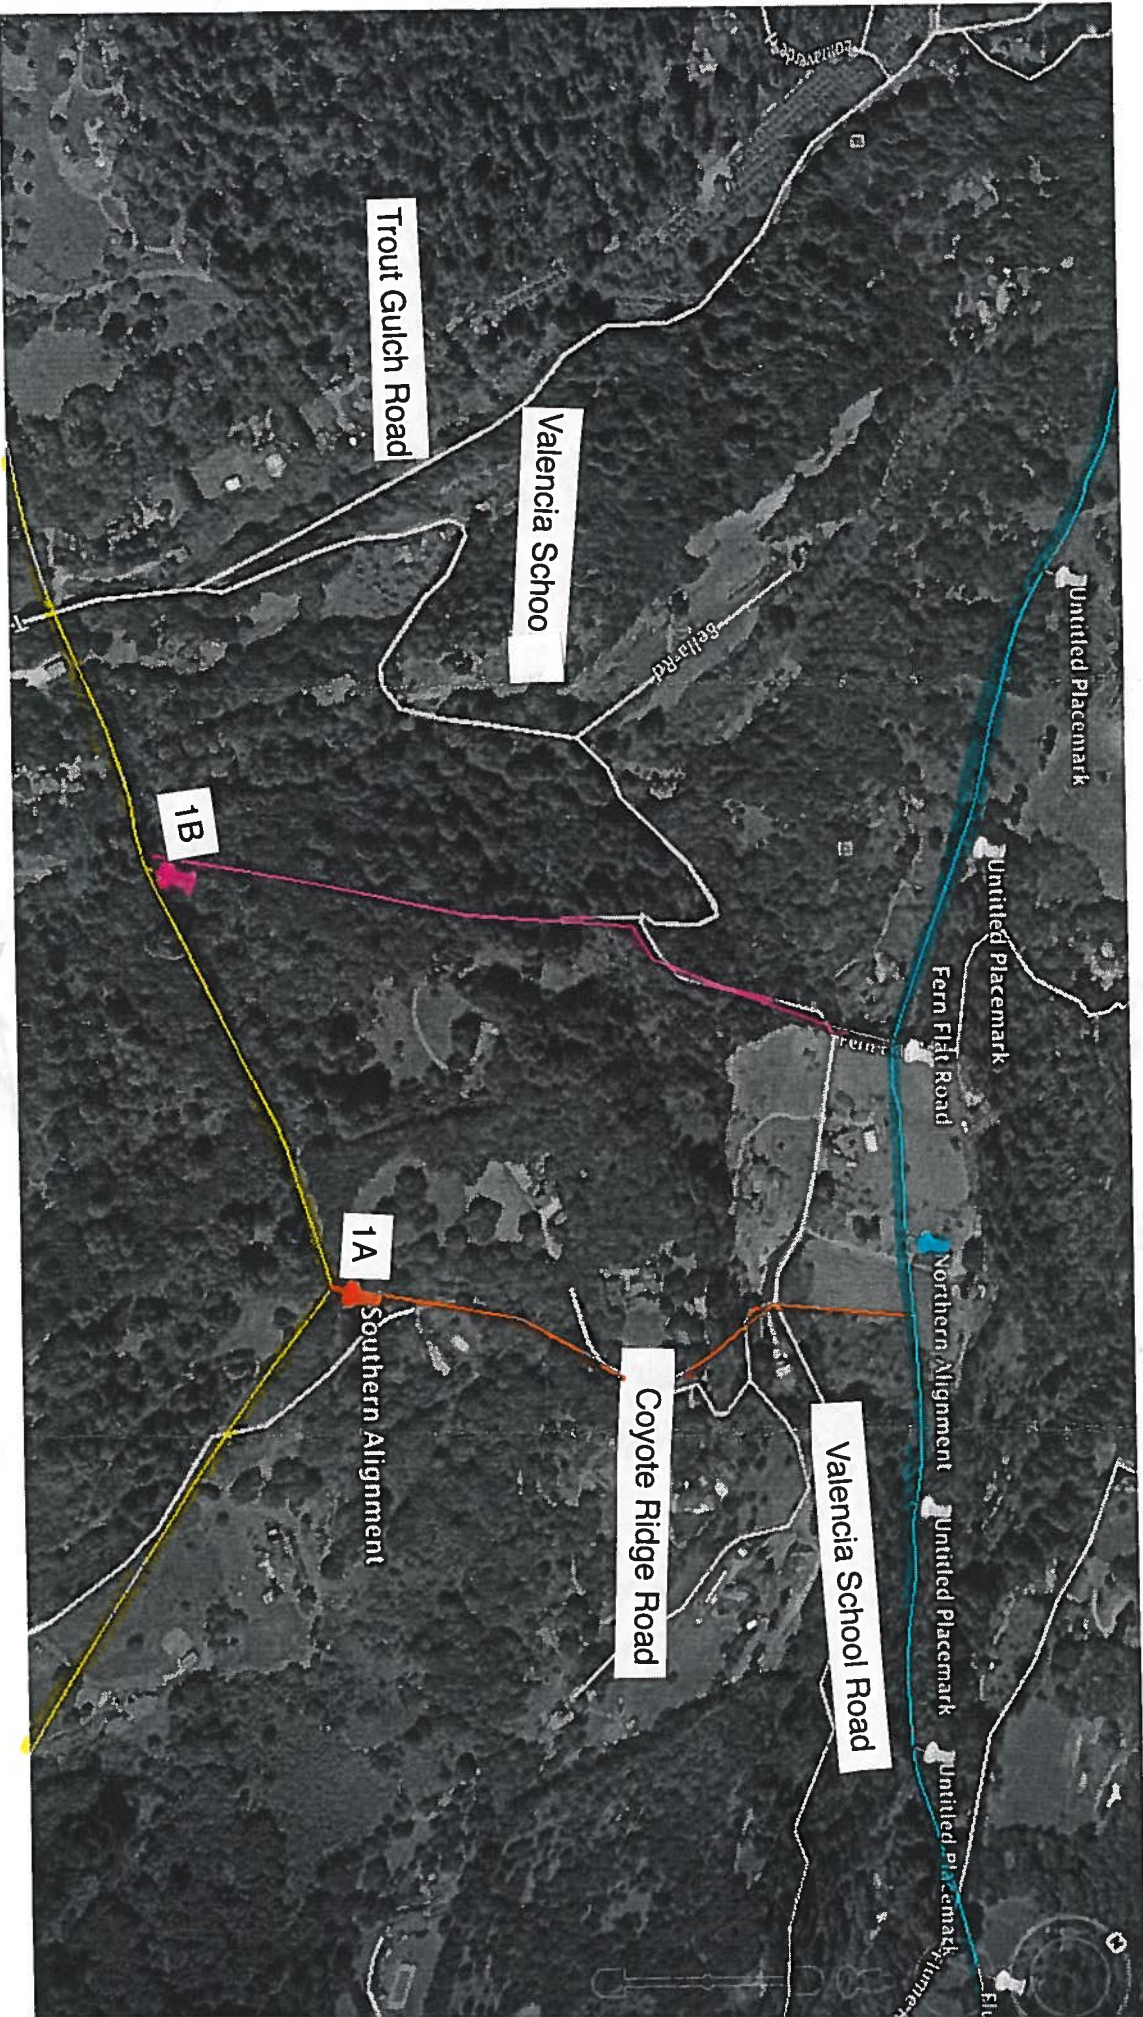 Untitled Placemark
Untitled Placemark
Fern Flat Road
Northern Alignment
Untitled Placemark
Untitled Placemark
Valencia School Road
Bella Rd
Coyote Ridge Road
Valencia Schoo
Trout Gulch Road
Southern Alignment
1A
1B